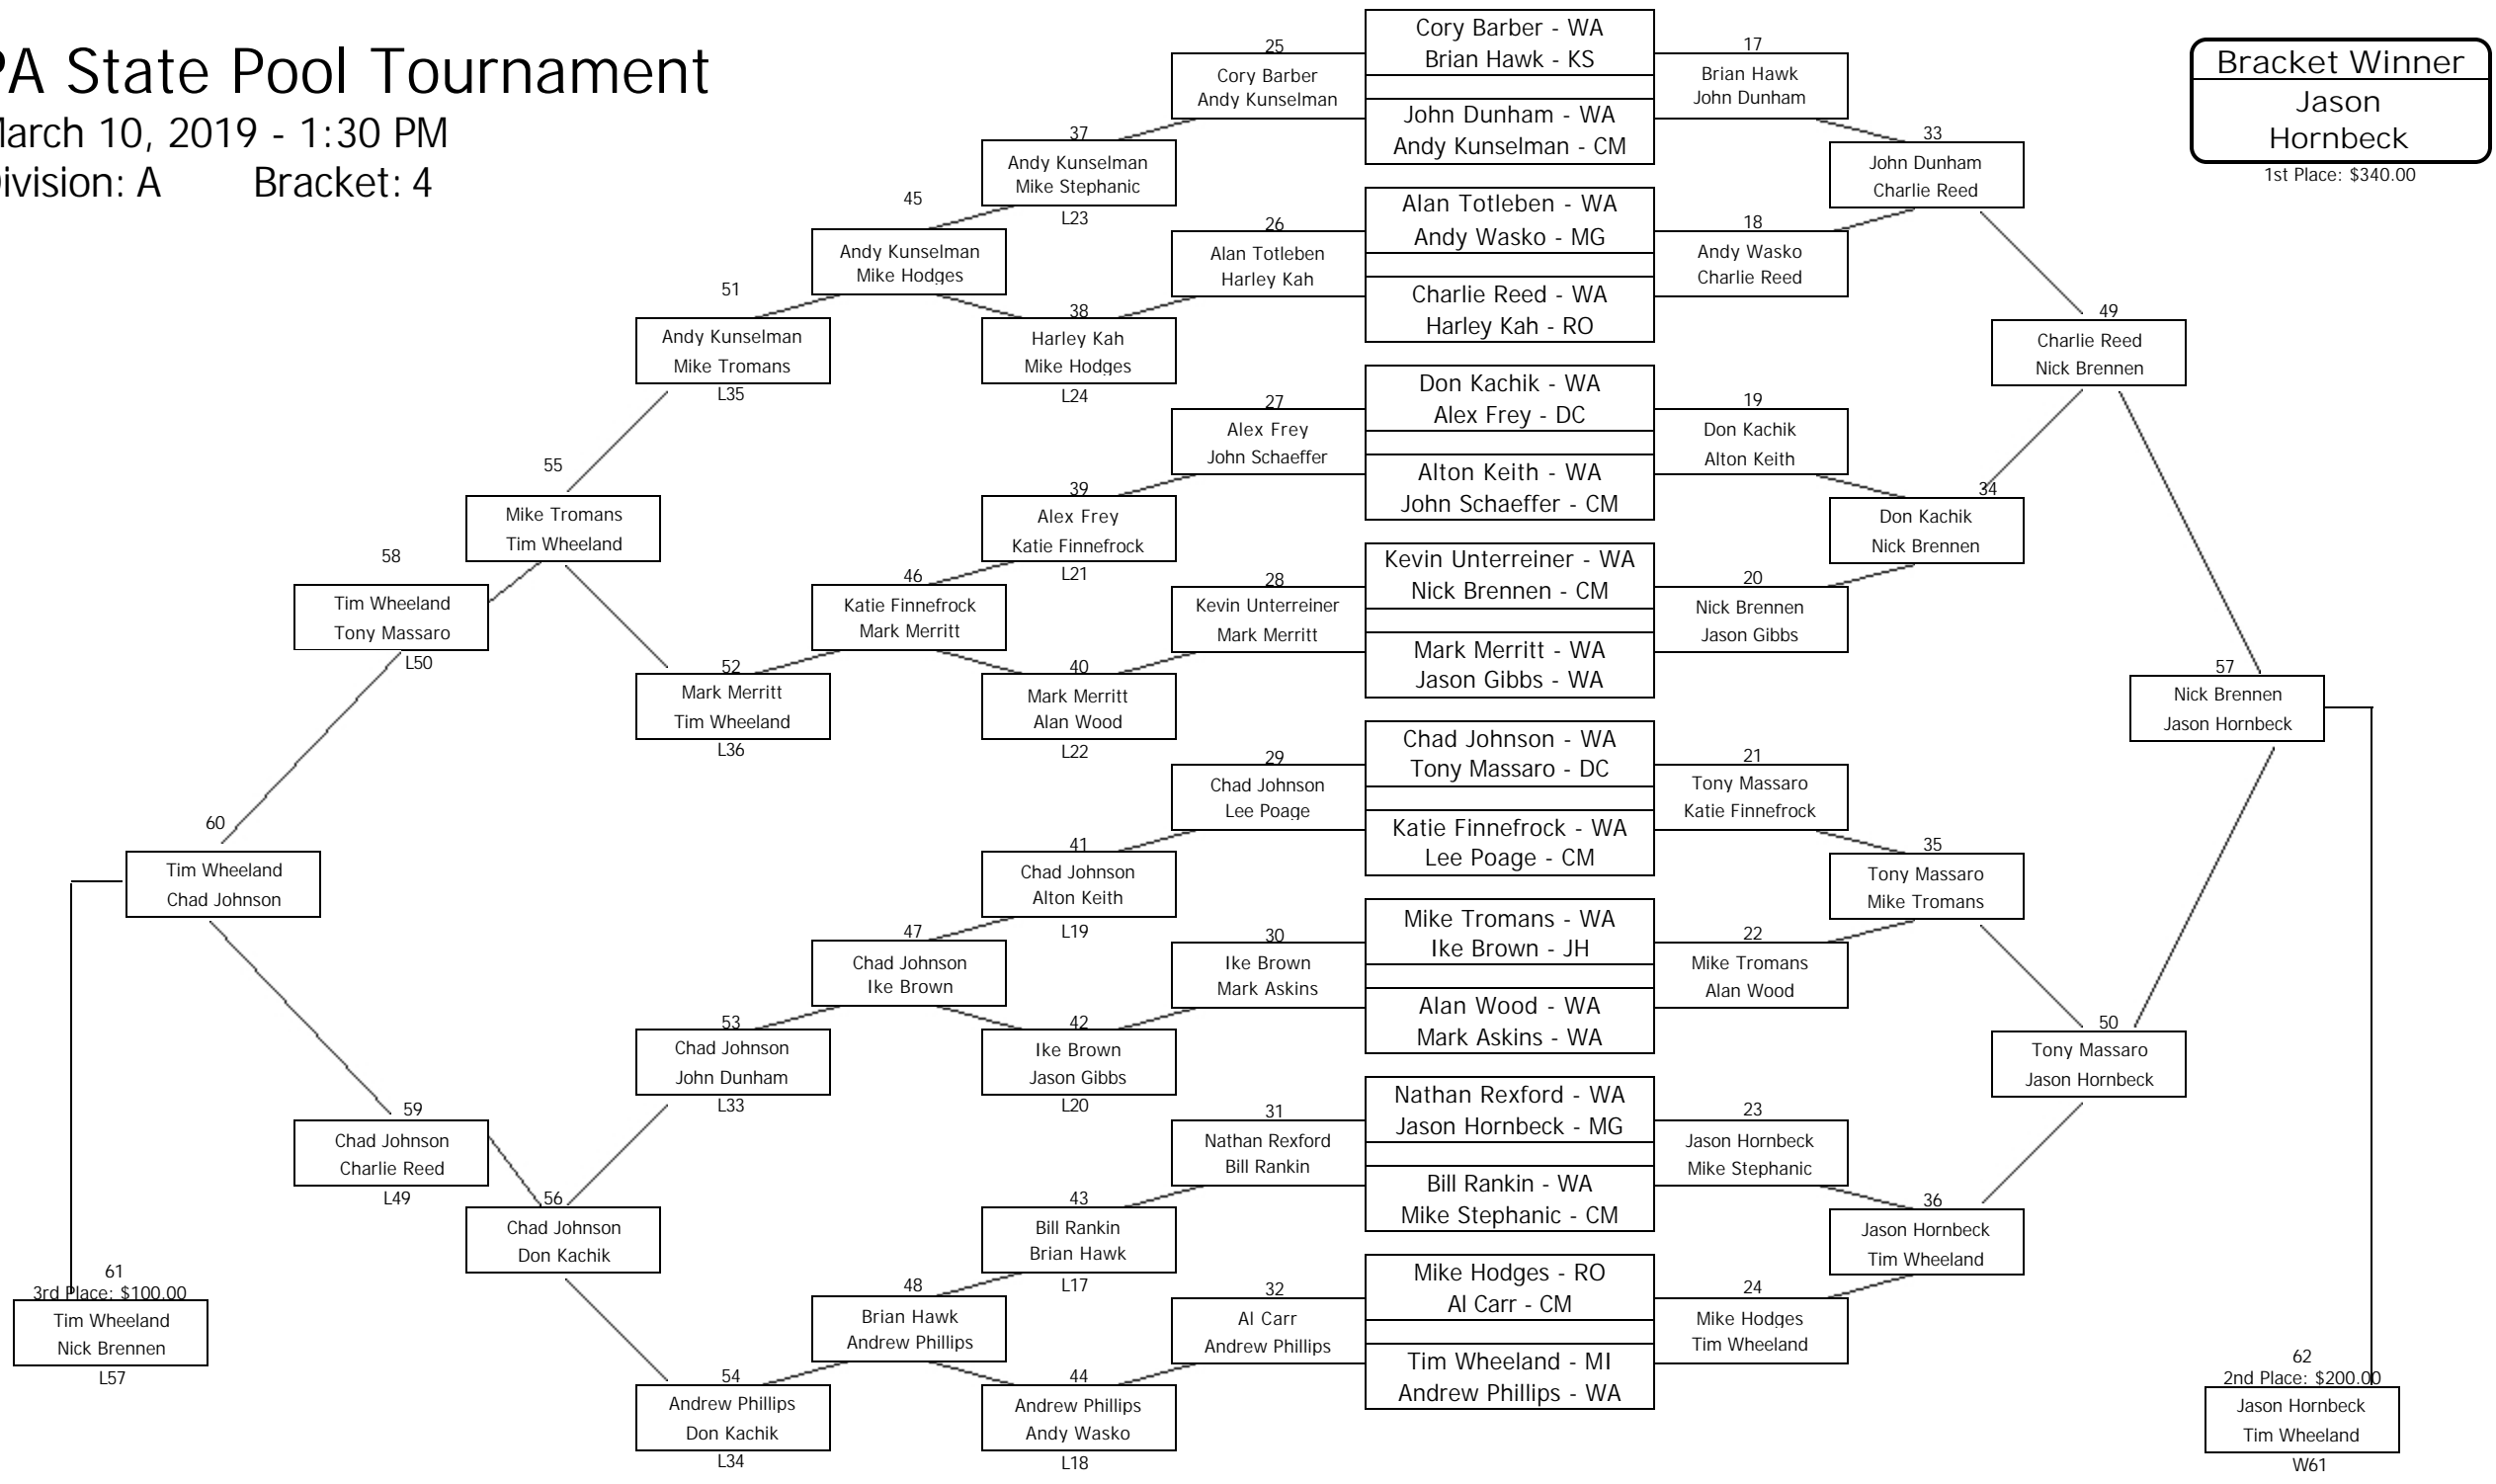 PA State Pool Tournament
March 10, 2019 - 1:30 PM
Division: A Bracket: 4
Bracket Winner
Jason
Hornbeck
1st Place: $340.00
Cory Barber - WA
Brian Hawk - KS
John Dunham - WA
Andy Kunselman - CM
Alan Totleben - WA
Andy Wasko - MG
Charlie Reed - WA
Harley Kah - RO
Don Kachik - WA
Alex Frey - DC
Alton Keith - WA
John Schaeffer - CM
Kevin Unterreiner - WA
Nick Brennen - CM
Mark Merritt - WA
Jason Gibbs - WA
Chad Johnson - WA
Tony Massaro - DC
Katie Finnefrock - WA
Lee Poage - CM
Mike Tromans - WA
Ike Brown - JH
Alan Wood - WA
Mark Askins - WA
Nathan Rexford - WA
Jason Hornbeck - MG
Bill Rankin - WA
Mike Stephanic - CM
Mike Hodges - RO
Al Carr - CM
Tim Wheeland - MI
Andrew Phillips - WA
17
Brian Hawk
John Dunham
18
Andy Wasko
Charlie Reed
19
Don Kachik
Alton Keith
20
Nick Brennen
Jason Gibbs
21
Tony Massaro
Katie Finnefrock
22
Mike Tromans
Alan Wood
23
Jason Hornbeck
Mike Stephanic
24
Mike Hodges
Tim Wheeland
25
Cory Barber
Andy Kunselman
26
Alan Totleben
Harley Kah
27
Alex Frey
John Schaeffer
28
Kevin Unterreiner
Mark Merritt
29
Chad Johnson
Lee Poage
30
Ike Brown
Mark Askins
31
Nathan Rexford
Bill Rankin
32
Al Carr
Andrew Phillips
33
John Dunham
Charlie Reed
34
Don Kachik
Nick Brennen
35
Tony Massaro
Mike Tromans
36
Jason Hornbeck
Tim Wheeland
37
Andy Kunselman
Mike Stephanic
L23
38
Harley Kah
Mike Hodges
L24
39
Alex Frey
Katie Finnefrock
L21
40
Mark Merritt
Alan Wood
L22
41
Chad Johnson
Alton Keith
L19
42
Ike Brown
Jason Gibbs
L20
43
Bill Rankin
Brian Hawk
L17
44
Andrew Phillips
Andy Wasko
L18
45
Andy Kunselman
Mike Hodges
46
Katie Finnefrock
Mark Merritt
47
Chad Johnson
Ike Brown
48
Brian Hawk
Andrew Phillips
49
Charlie Reed
Nick Brennen
50
Tony Massaro
Jason Hornbeck
51
Andy Kunselman
Mike Tromans
L35
52
Mark Merritt
Tim Wheeland
L36
53
Chad Johnson
John Dunham
L33
54
Andrew Phillips
Don Kachik
L34
55
Mike Tromans
Tim Wheeland
56
Chad Johnson
Don Kachik
57
Nick Brennen
Jason Hornbeck
58
Tim Wheeland
Tony Massaro
L50
59
Chad Johnson
Charlie Reed
L49
60
Tim Wheeland
Chad Johnson
61
3rd Place: $100.00
Tim Wheeland
Nick Brennen
L57
62
2nd Place: $200.00
Jason Hornbeck
Tim Wheeland
W61